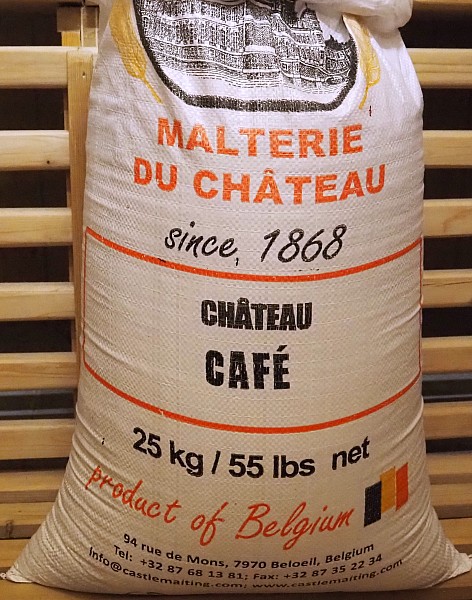 MALTERIE
DU CHÂTEAU
since, 1868
CHÂTEAU
CAFÉ
25 kg / 55 lbs net
product of Belgium
94 rue de Mons, 7970 Beloeil, Belgium
Tel: +32 87 68 13 81; Fax: +32 87 35 22 34
Info@castlemalting.com; www.castlemalting.com